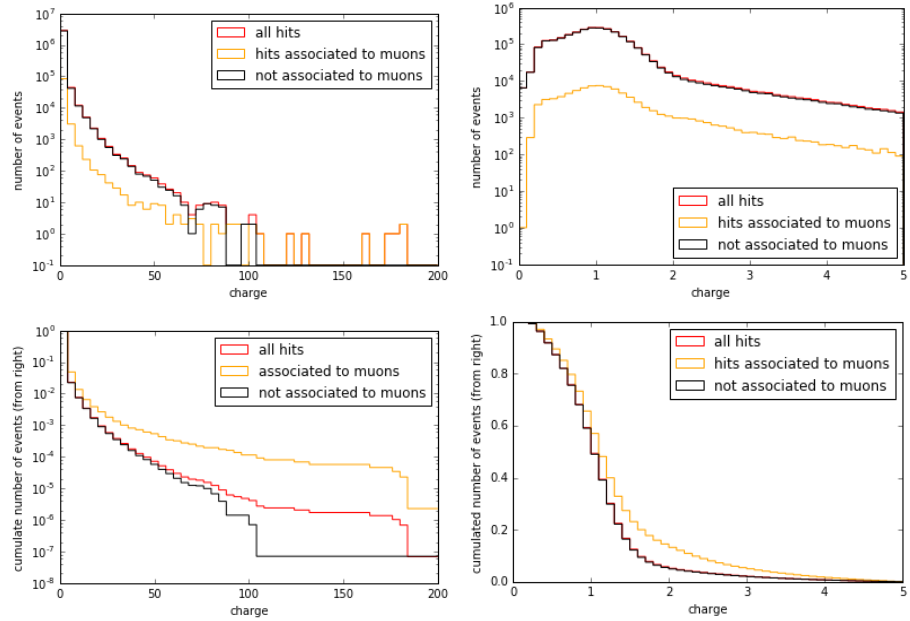 10^7
10^6
10^5
10^4
10^3
10^2
10^1
10^0
10^-1
number of events
all hits
hits associated to muons
not associated to muons
0 50 100 150 200
charge
10^6
10^5
10^4
10^3
10^2
10^1
10^0
10^-1
number of events
all hits
hits associated to muons
not associated to muons
0 1 2 3 4 5
charge
10^0
10^-1
10^-2
10^-3
10^-4
10^-5
10^-6
10^-7
10^-8
cumulate number of events (from right)
all hits
associated to muons
not associated to muons
0 50 100 150 200
charge
1.0
0.8
0.6
0.4
0.2
0.0
cumulated number of events (from right)
all hits
hits associated to muons
not associated to muons
0 1 2 3 4 5
charge